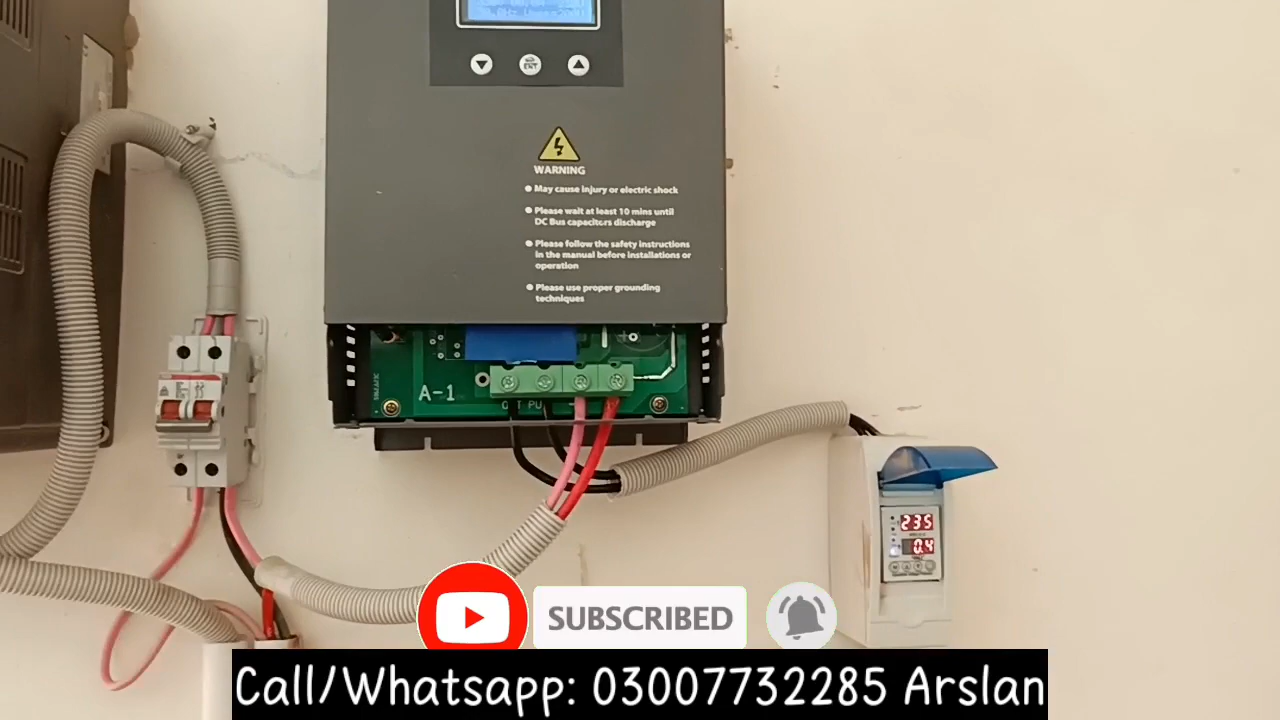 ENT
WARNING
May cause injury or electric shock
Please wait at least 10 mins until
DC Bus capacitors discharge
Please follow the safety instructions
in the manual before installations or
operation
Please use proper grounding
techniques
A-1
235
0.4
SUBSCRIBED
Call/Whatsapp: 03007732285 Arslan